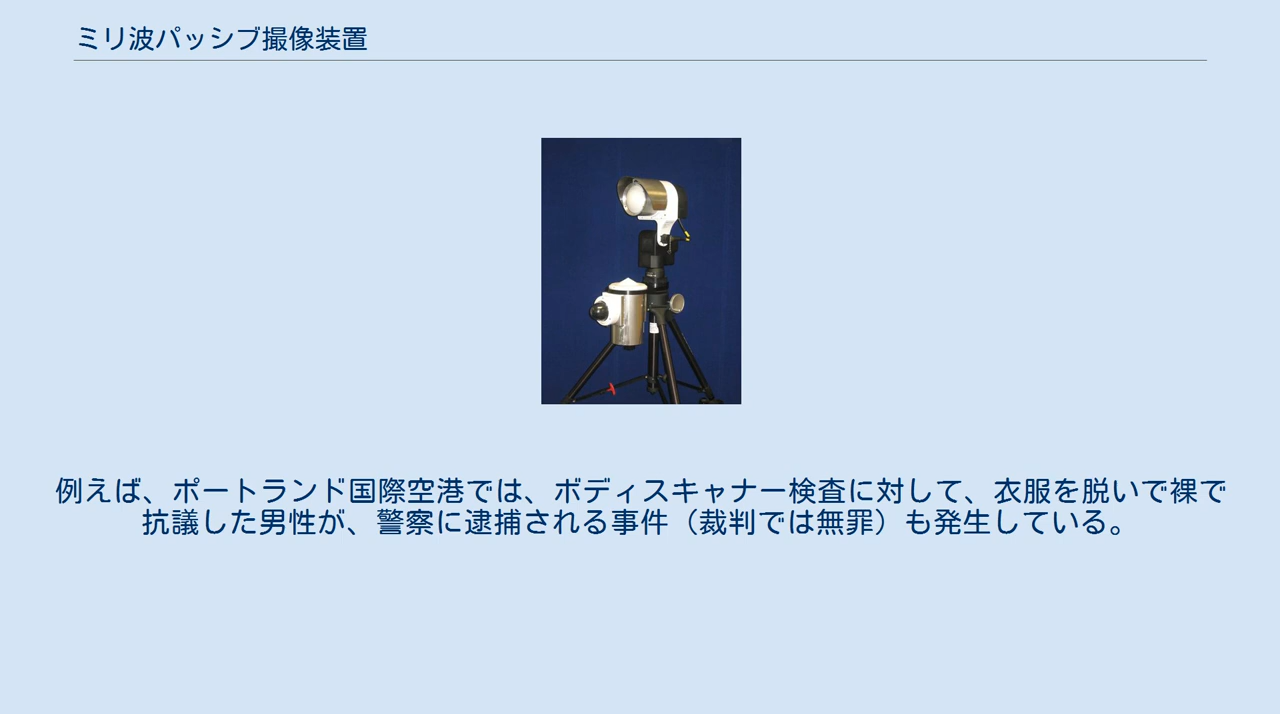 ミリ波パッシブ撮像装置
例えば、ポートランド国際空港では、ボディスキャナー検査に対して、衣服を脱いで裸で
抗議した男性が、警察に逮捕される事件（裁判では無罪）も発生している。